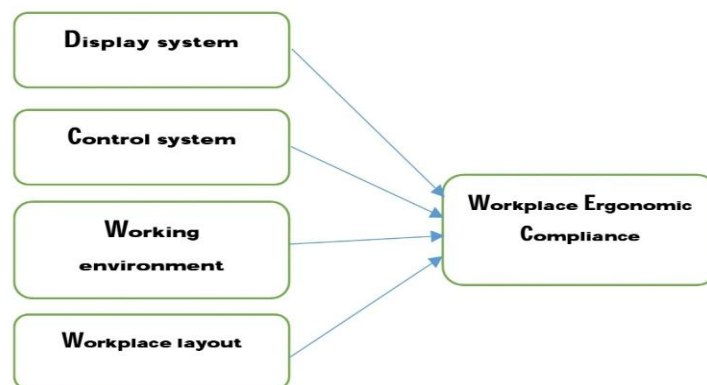 Display system
Control system
Working
environment
Workplace layout
Workplace Ergonomic
Compliance